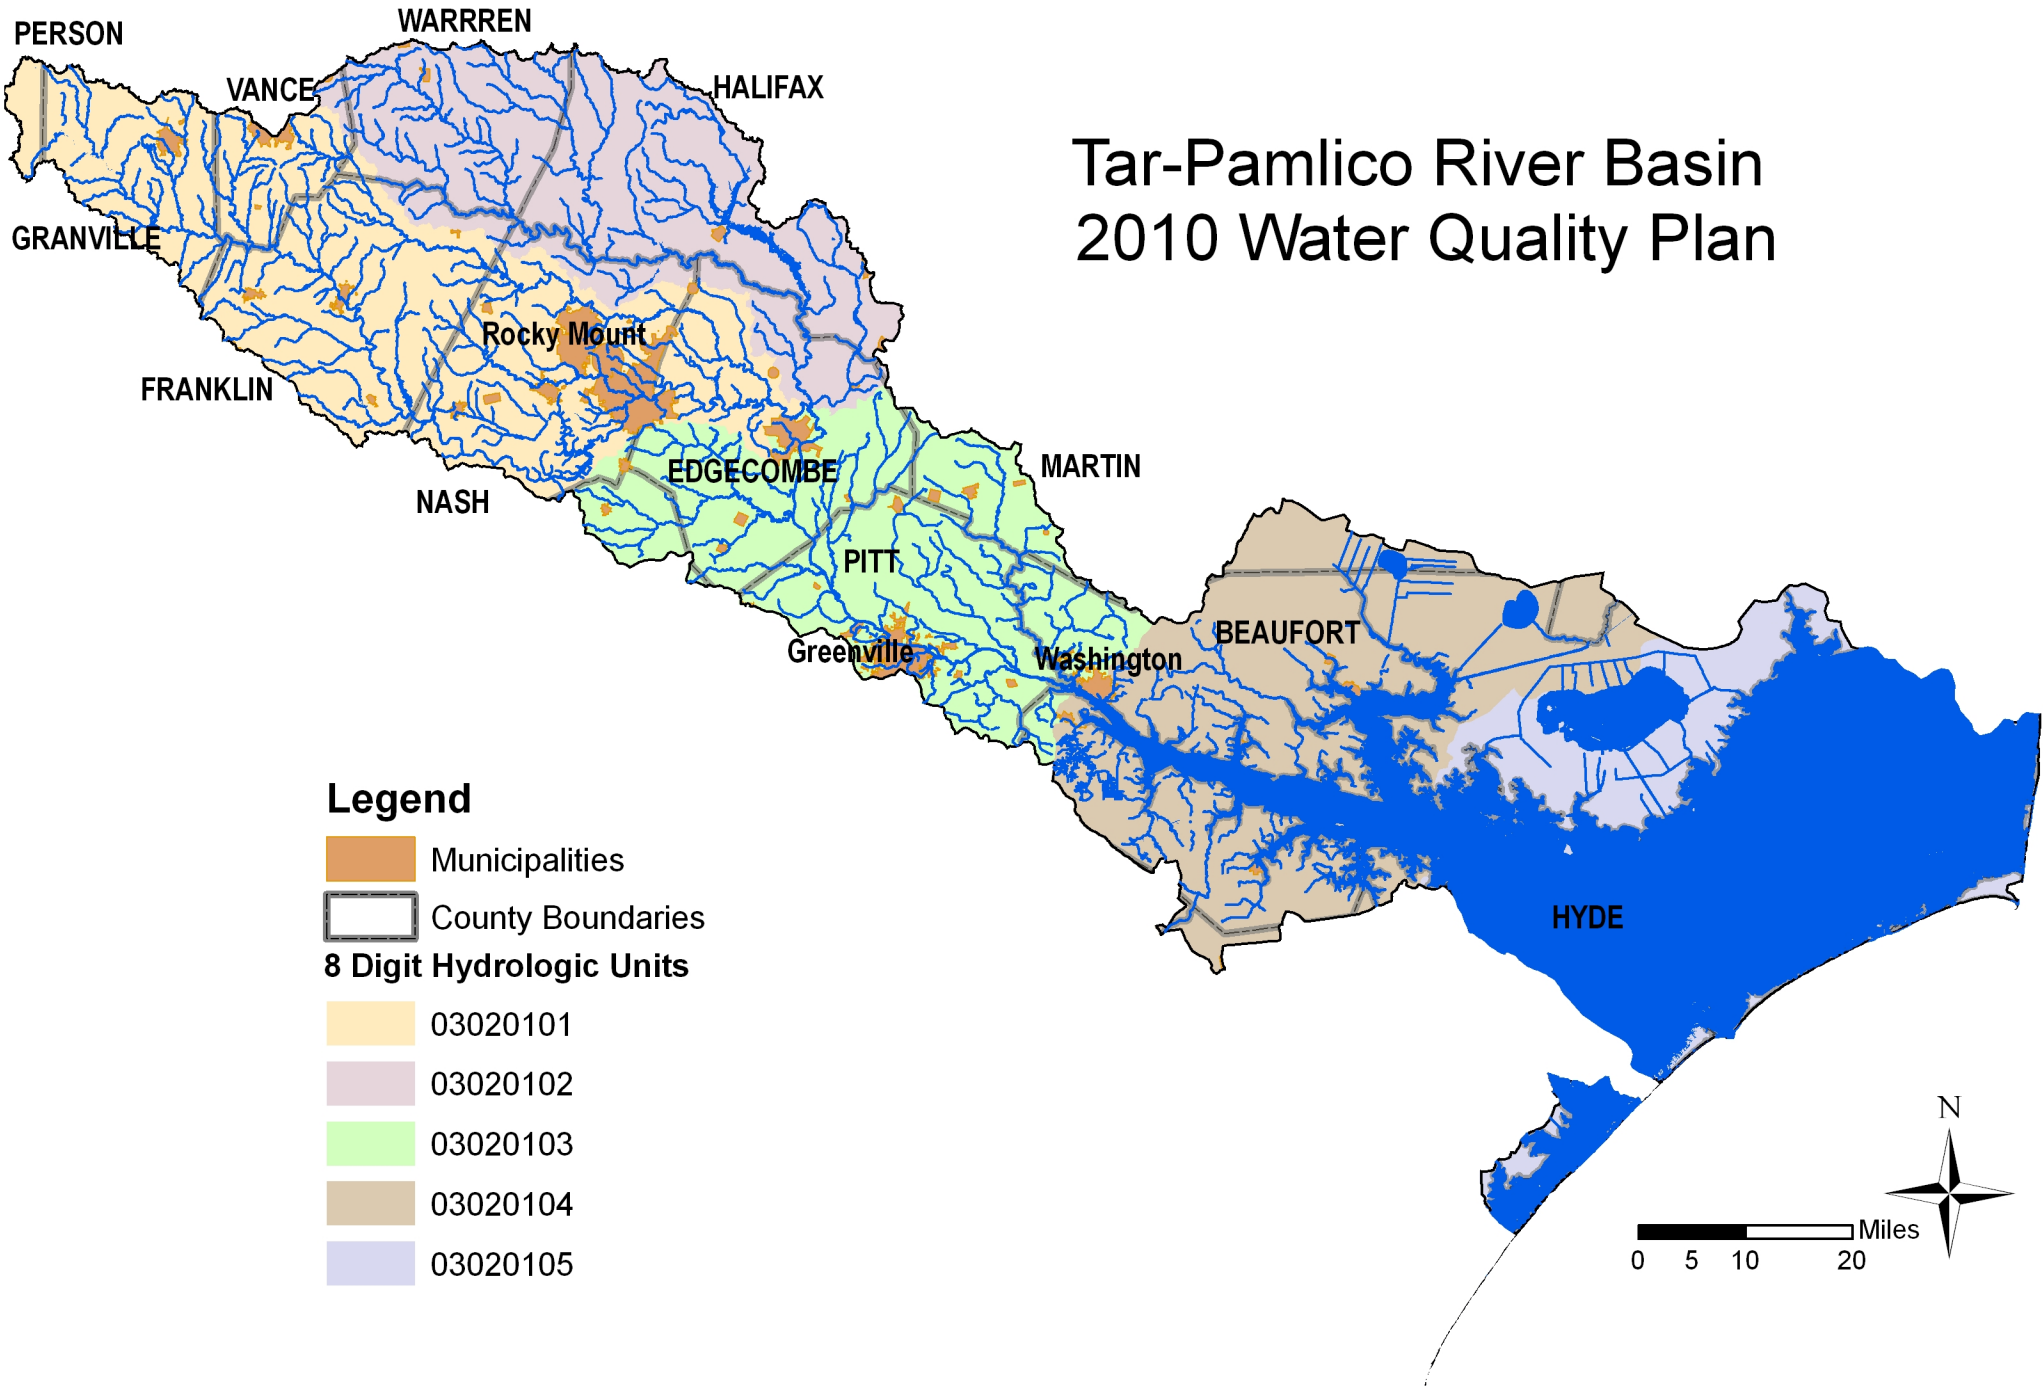 PERSON
WARRREN
VANCE
HALIFAX
Tar-Pamlico River Basin
2010 Water Quality Plan
GRANVILLE
Rocky Mount
FRANKLIN
EDGECOMBE
MARTIN
NASH
PITT
BEAUFORT
Greenville
Washington
HYDE
Legend
Municipalities
County Boundaries
8 Digit Hydrologic Units
03020101
03020102
03020103
03020104
03020105
N
Miles
0 5 10 20